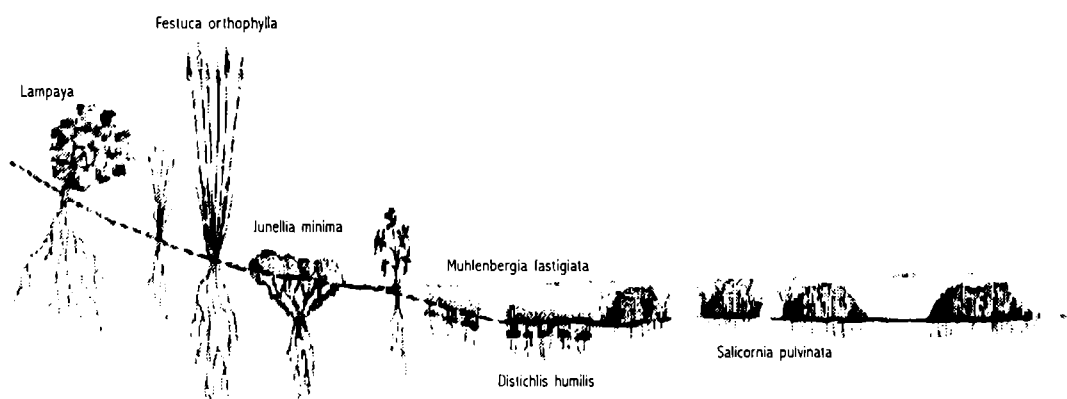 Festuca orthophylla
Lampaya
Junellia minima
Muhlenbergia fastigiata
Salicornia pulvinata
Distichlis humilis